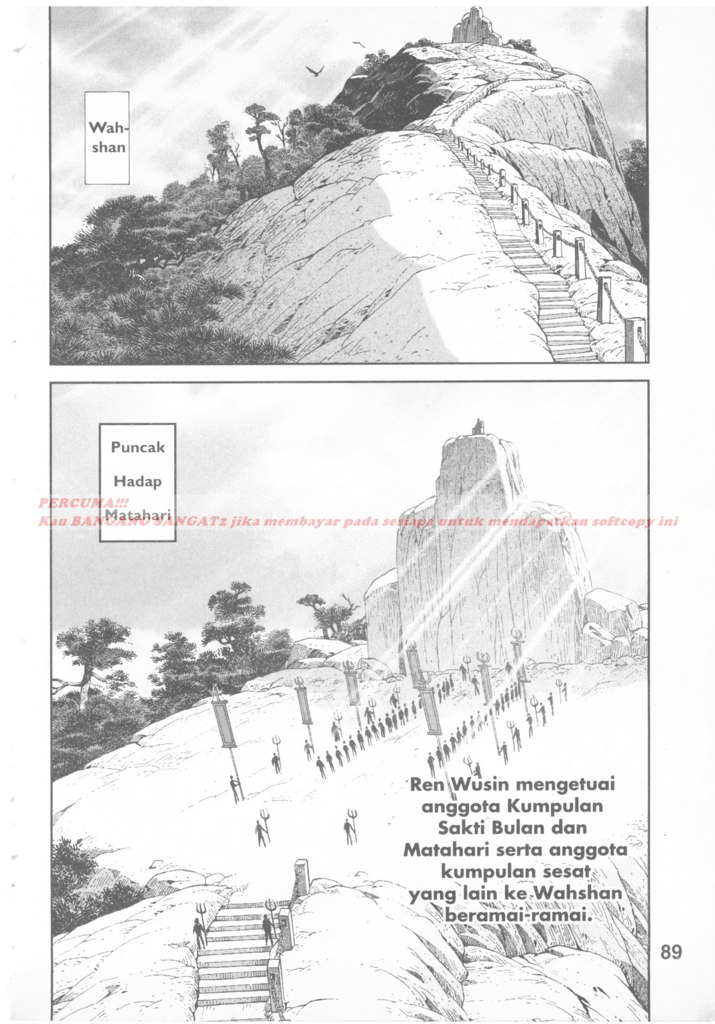 Wah-
shan
Puncak
Hadap
Matahari
PERCUMA!!!
Kau BANGANG SANGAT2 jika membayar pada sesiapa untuk mendapatkan softcopy ini
Ren Wusin mengetuai
anggota Kumpulan
Sakti Bulan dan
Matahari serta anggota
kumpulan sesat
yang lain ke Wahshan
beramai-ramai.
89